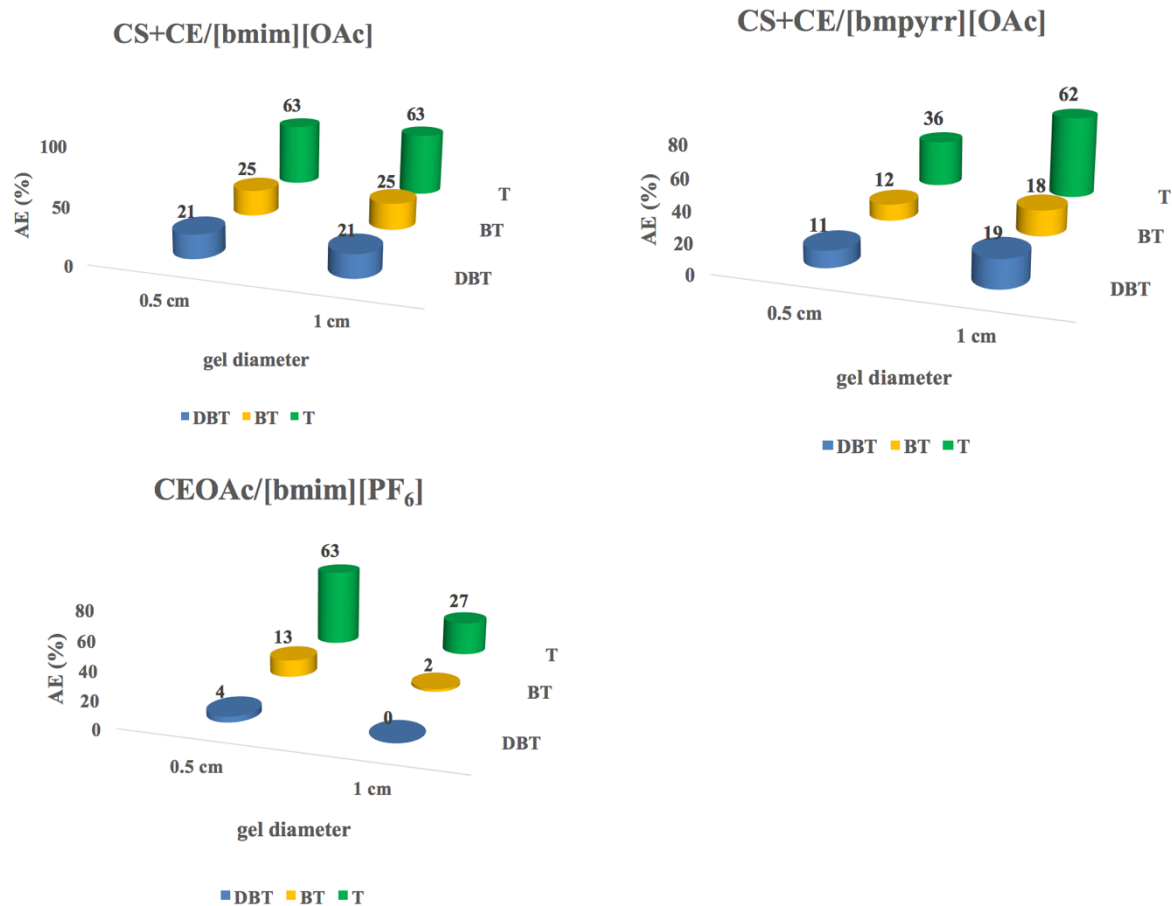 CS+CE/[bmim][OAc]
63
63
100
25
25
AE (%)
50
21
21
T
BT
0
DBT
0.5 cm
1 cm
gel diameter
DBT BT T
CS+CE/[bmpyrr][OAc]
62
36
80
12
18
60
AE (%)
11
19
T
40
BT
20
0
DBT
0.5 cm
1 cm
gel diameter
DBT BT T
CEOAc/[bmim][PF₆]
63
27
80
13
2
60
AE (%)
4
T
40
0
BT
20
0
DBT
0.5 cm
1 cm
gel diameter
DBT BT T